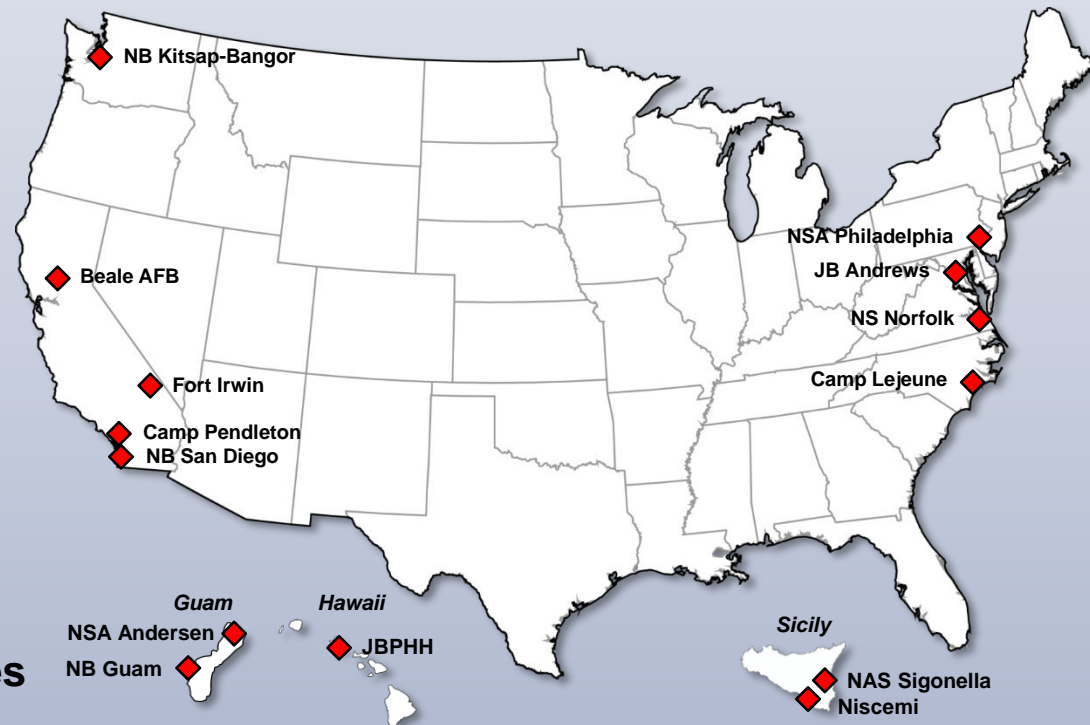 NB Kitsap-Bangor
NSA Philadelphia
JB Andrews
Beale AFB
NS Norfolk
Fort Irwin
Camp Lejeune
Camp Pendleton
NB San Diego
Guam
Hawaii
Sicily
NSA Andersen
JBPHH
NB Guam
es
NAS Sigonella
Niscemi